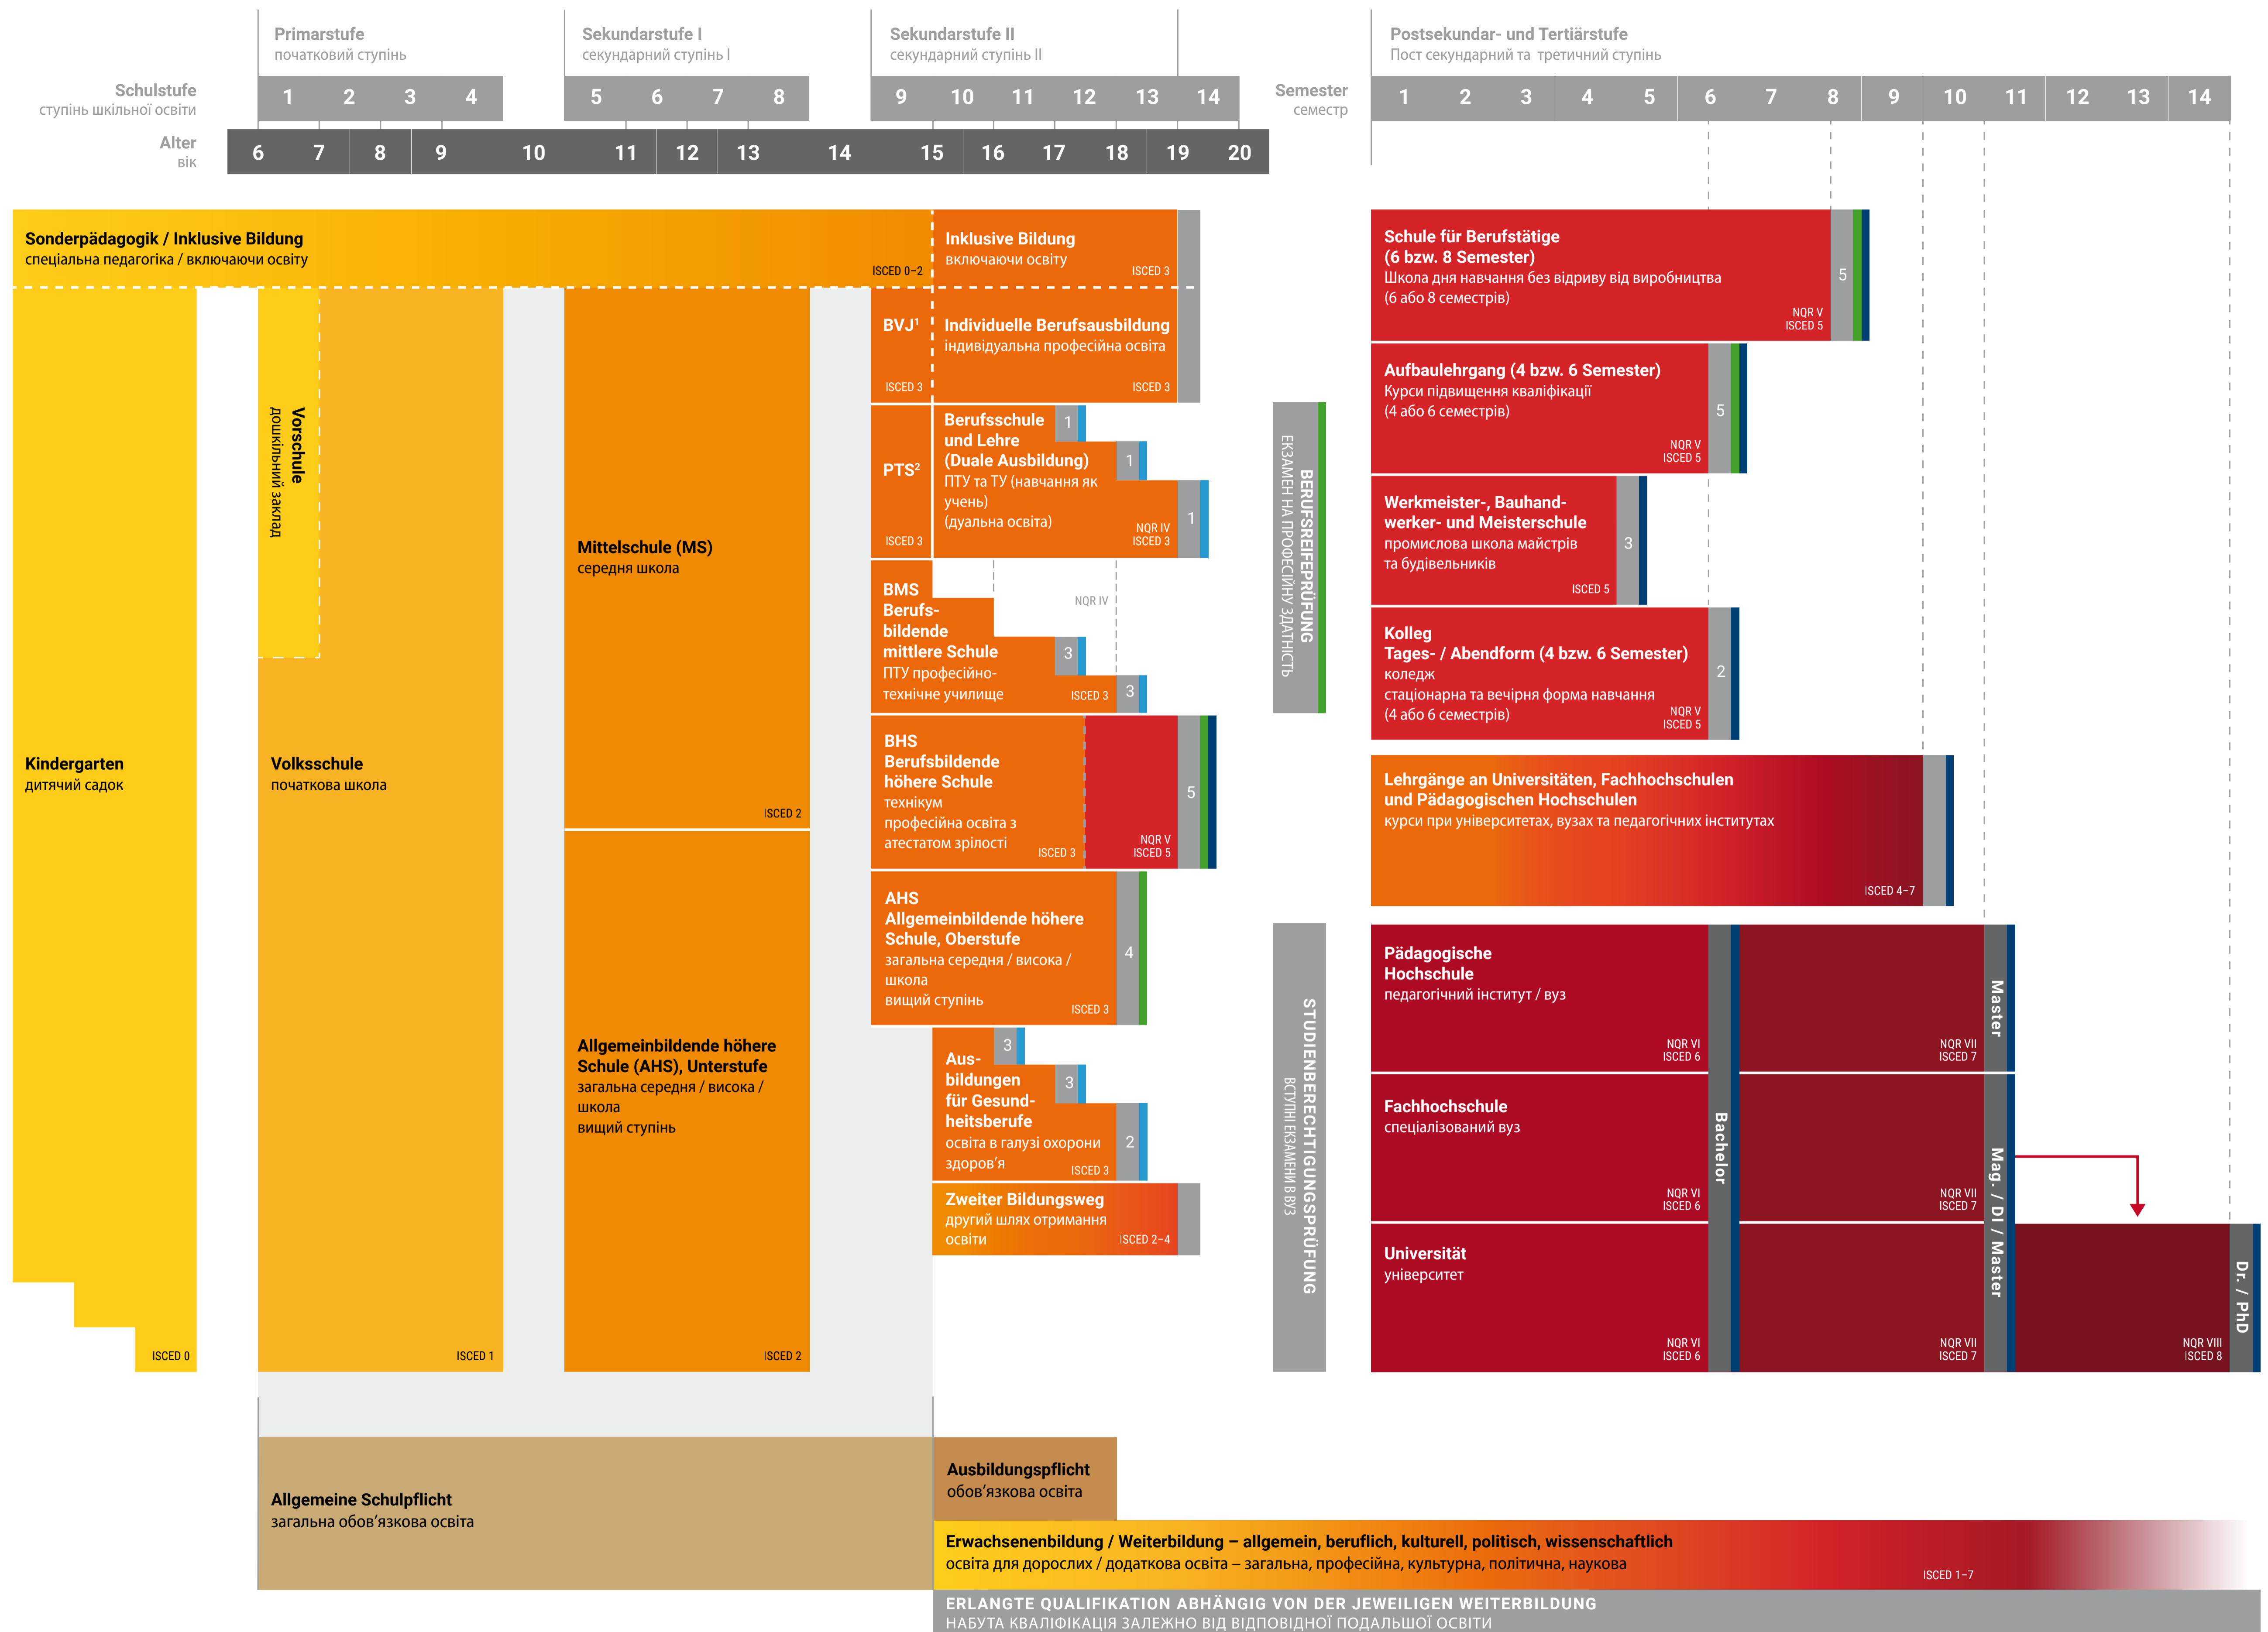 Primarstufe
початковий ступінь
Sekundarstufe I
секундарний ступінь I
Sekundarstufe II
секундарний ступінь II
Postsekundar- und Tertiärstufe
Пост секундарний та третичний ступінь
Schulstufe
ступінь шкільної освіти
1 2 3 4 5 6 7 8 9 10 11 12 13 14
Semester
семестр
1 2 3 4 5 6 7 8 9 10 11 12 13 14
Alter
вік
6 7 8 9 10 11 12 13 14 15 16 17 18 19 20
Sonderpädagogik / Inklusive Bildung
спеціальна педагогіка / включаючи освіту
ISCED 0–2
Inklusive Bildung
включаючи освіту
ISCED 3
Kindergarten
дитячий садок
ISCED 0
Vorschule
дошкільний заклад
Volksschule
початкова школа
ISCED 1
Mittelschule (MS)
середня школа
ISCED 2
Allgemeinbildende höhere
Schule (AHS), Unterstufe
загальна середня / висока /
школа
вищий ступінь
ISCED 2
BVJ¹
ISCED 3
Individuelle Berufsausbildung
індивідуальна професійна освіта
ISCED 3
PTS²
ISCED 3
Berufsschule
und Lehre
(Duale Ausbildung)
ПТУ та ТУ (навчання як
учень)
(дуальна освіта)
NQR IV
ISCED 3
1
1
1
BMS
Berufs-
bildende
mittlere Schule
ПТУ професійно-
технічне училище
NQR IV
ISCED 3
3
3
BHS
Berufsbildende
höhere Schule
технікум
професійна освіта з
атестатом зрілості
ISCED 3
NQR V
ISCED 5
5
AHS
Allgemeinbildende höhere
Schule, Oberstufe
загальна середня / висока /
школа
вищий ступінь
ISCED 3
4
Aus-
bildungen
für Gesund-
heitsberufe
освіта в галузі охорони
здоров’я
ISCED 3
3
3
2
Zweiter Bildungsweg
другий шлях отримання
освіти
ISCED 2–4
BERUFSREIFEPRÜFUNG
ЕКЗАМЕН НА ПРОФЕСІЙНУ ЗДАТНІСТЬ
STUDIENBERECHTIGUNGSPRÜFUNG
ВСТУПНІ ЕКЗАМЕНИ В ВУЗ
Schule für Berufstätige
(6 bzw. 8 Semester)
Школа дня навчання без відриву від виробництва
(6 або 8 семестрів)
NQR V
ISCED 5
5
Aufbaulehrgang (4 bzw. 6 Semester)
Курси підвищення кваліфікації
(4 або 6 семестрів)
NQR V
ISCED 5
5
Werkmeister-, Bauhand-
werker- und Meisterschule
промислова школа майстрів
та будівельників
ISCED 5
3
Kolleg
Tages- / Abendform (4 bzw. 6 Semester)
коледж
стаціонарна та вечірня форма навчання
(4 або 6 семестрів)
NQR V
ISCED 5
2
Lehrgänge an Universitäten, Fachhochschulen
und Pädagogischen Hochschulen
курси при університетах, вузах та педагогічних інститутах
ISCED 4–7
Pädagogische
Hochschule
педагогічний інститут / вуз
NQR VI
ISCED 6
NQR VII
ISCED 7
Master
Fachhochschule
спеціалізований вуз
NQR VI
ISCED 6
Bachelor
NQR VII
ISCED 7
Mag. / DI / Master
Universität
університет
NQR VI
ISCED 6
NQR VII
ISCED 7
NQR VIII
ISCED 8
Dr. / PhD
Allgemeine Schulpflicht
загальна обов’язкова освіта
Ausbildungspflicht
обов’язкова освіта
Erwachsenenbildung / Weiterbildung – allgemein, beruflich, kulturell, politisch, wissenschaftlich
освіта для дорослих / додаткова освіта – загальна, професійна, культурна, політична, наукова
ISCED 1–7
ERLANGTE QUALIFIKATION ABHÄNGIG VON DER JEWEILIGEN WEITERBILDUNG
НАБУТА КВАЛІФІКАЦІЯ ЗАЛЕЖНО ВІД ВІДПОВІДНОЇ ПОДАЛЬШОЇ ОСВІТИ